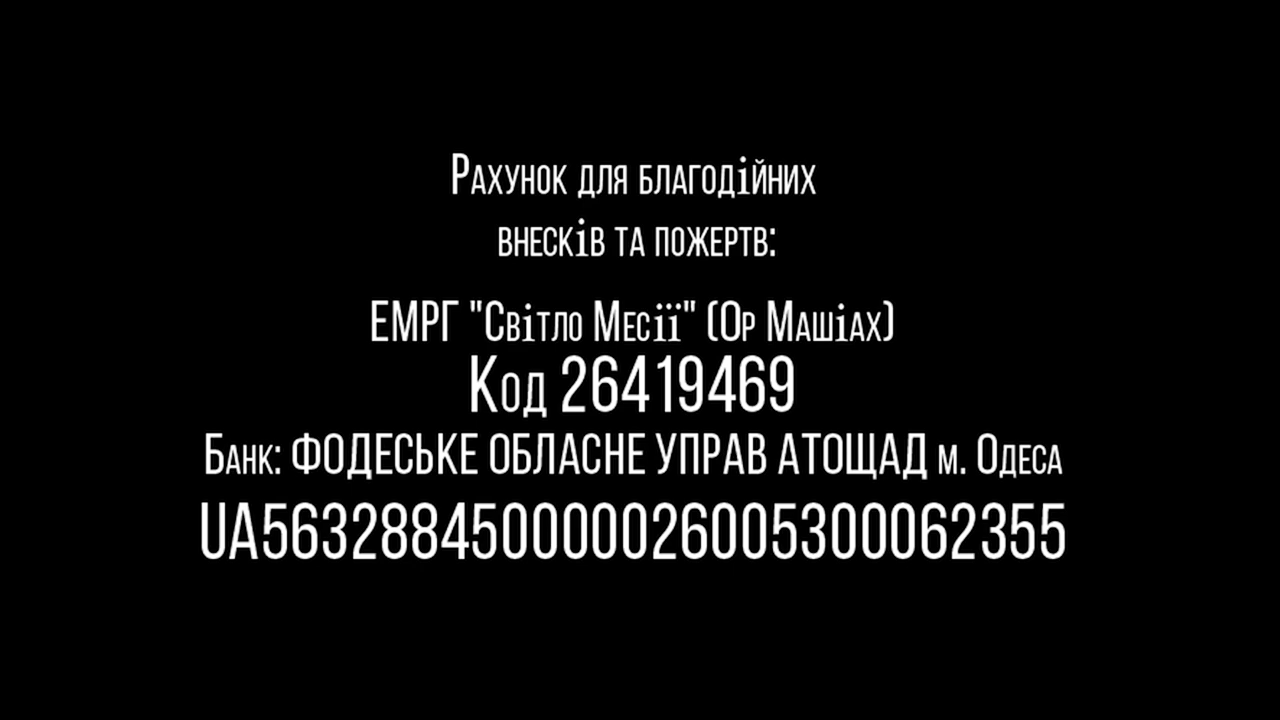 Рахунок для благодійних
внесків та пожертв:
ЕМРГ "Світло Месії" (Ор Машіах)
Код 26419469
Банк: ФОДЕСЬКЕ ОБЛАСНЕ УПРАВ АТОЩАД м. Одеса
UA563288450000026005300062355